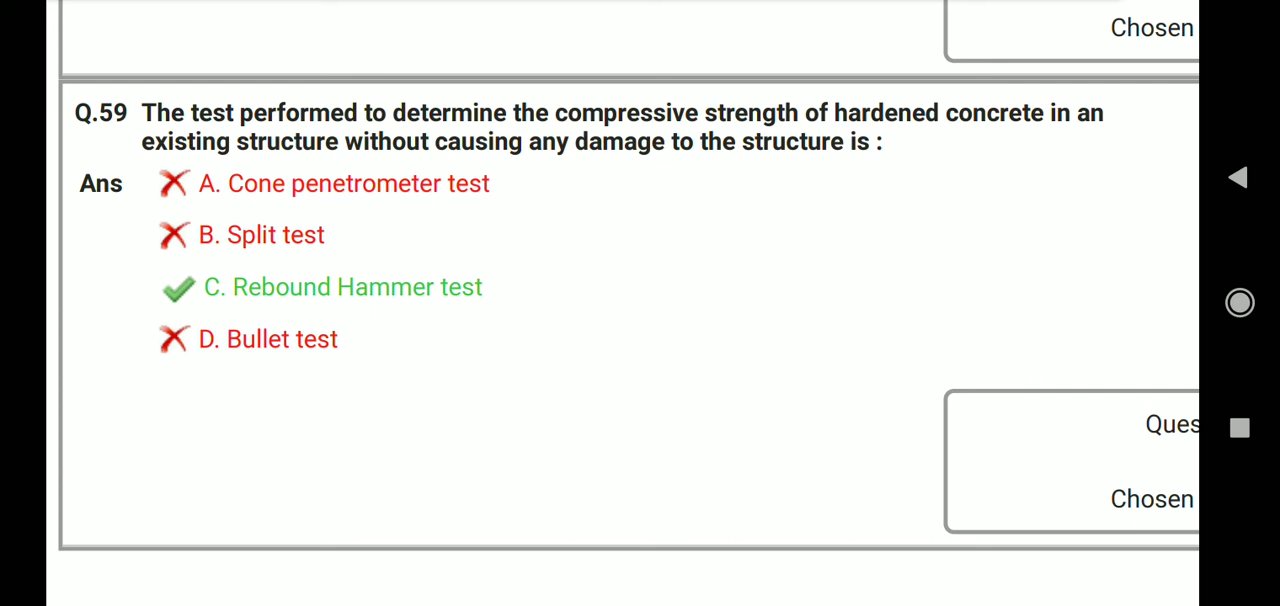 Chosen
Q.59 The test performed to determine the compressive strength of hardened concrete in an
existing structure without causing any damage to the structure is :
Ans A. Cone penetrometer test
B. Split test
C. Rebound Hammer test
D. Bullet test
Ques
Chosen